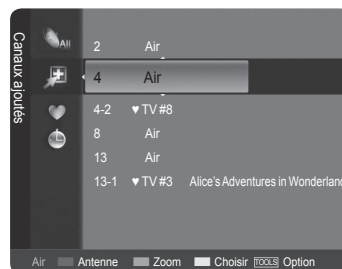 Canaux ajoutés
All
2 Air
4 Air
4-2 ♥ TV #8
8 Air
13 Air
13-1 ♥ TV #3 Alice's Adventures in Wonderland
Air Antenne Zoom Choisir TOOLS Option